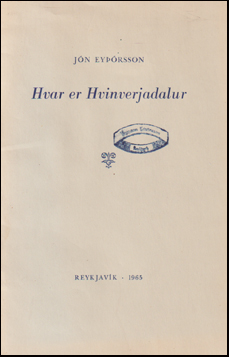 JÓN EYÞÓRSSON
Hvar er Hvinverjadalur
REYKJAVÍK - 1965